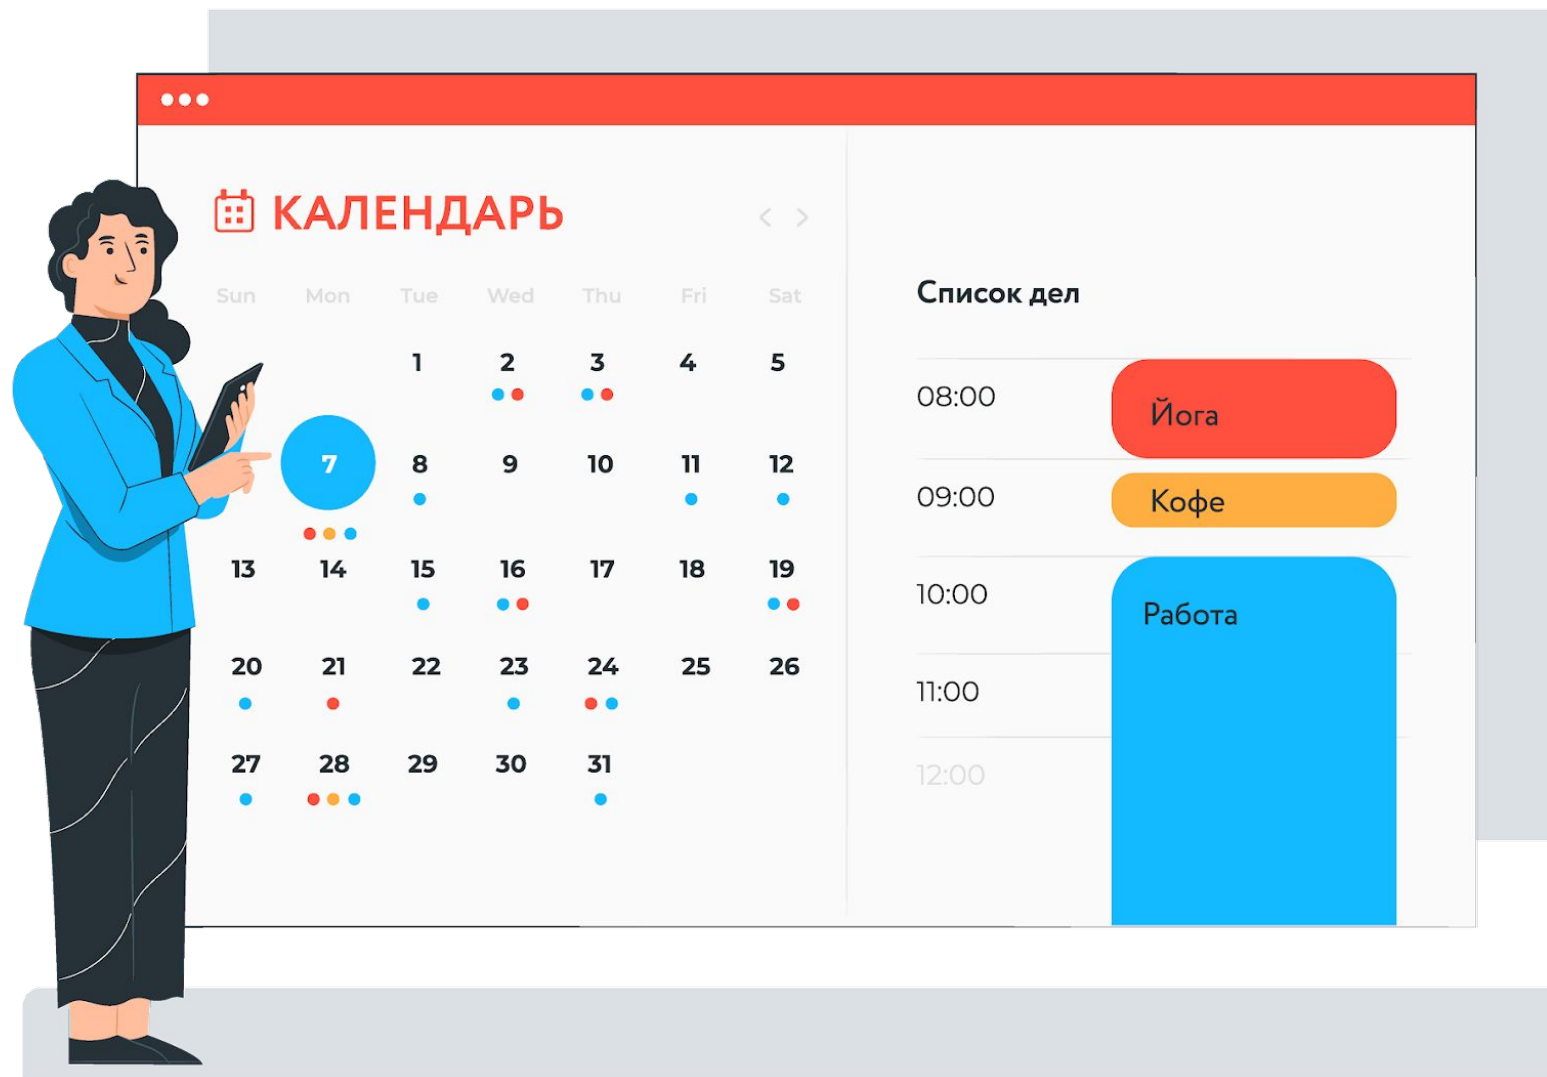 КАЛЕНДАРЬ
< >
Sun Mon Tue Wed Thu Fri Sat
1 2 3 4 5
7 8 9 10 11 12
13 14 15 16 17 18 19
20 21 22 23 24 25 26
27 28 29 30 31
Список дел
08:00 Йога
09:00 Кофе
10:00 Работа
11:00
12:00